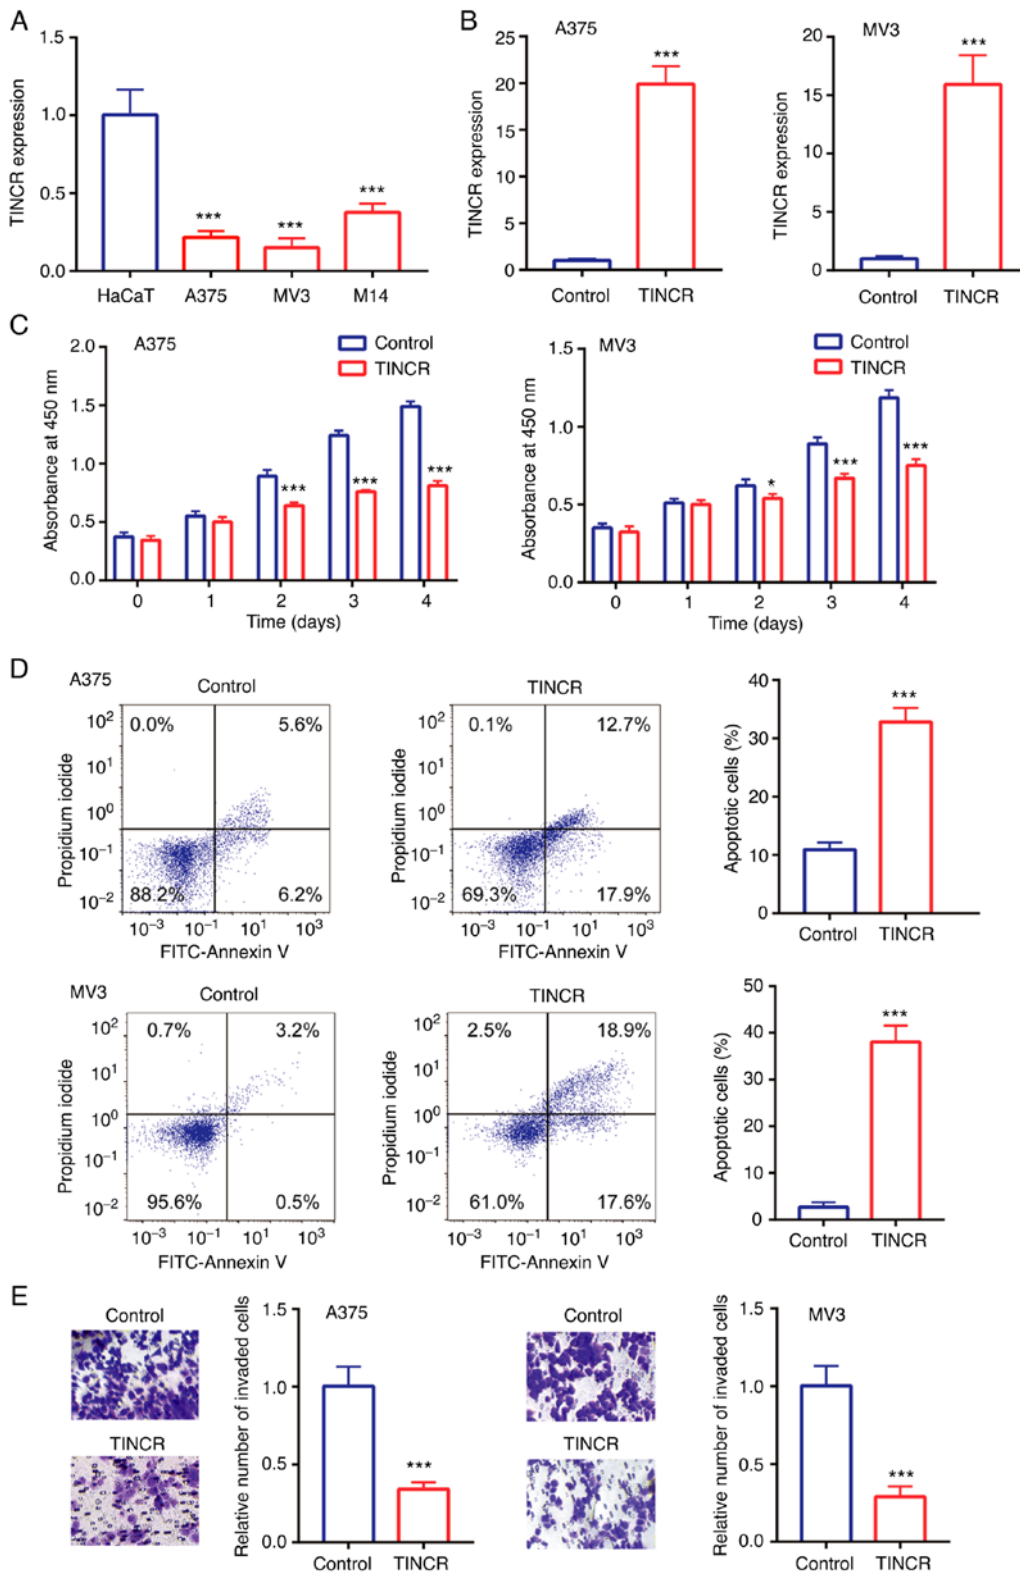 A
TINCR expression
1.5
1.0
0.5
0.0
***
***
***
HaCaT A375 MV3 M14
B
A375
TINCR expression
25
20
15
10
5
0
***
Control TINCR
MV3
TINCR expression
20
15
10
5
0
***
Control TINCR
C
A375
Control
TINCR
Absorbance at 450 nm
2.0
1.5
1.0
0.5
0.0
***
***
***
0 1 2 3 4
Time (days)
MV3
Control
TINCR
Absorbance at 450 nm
1.5
1.0
0.5
0.0
*
***
***
0 1 2 3 4
Time (days)
D
A375
Control
Propidium iodide
10²
10¹
10⁰
10⁻¹
10⁻²
0.0% 5.6%
88.2% 6.2%
10⁻³ 10⁻¹ 10¹ 10³
FITC-Annexin V
TINCR
Propidium iodide
10²
10¹
10⁰
10⁻¹
10⁻²
0.1% 12.7%
69.3% 17.9%
10⁻³ 10⁻¹ 10¹ 10³
FITC-Annexin V
Apoptotic cells (%)
40
30
20
10
0
***
Control TINCR
MV3
Control
Propidium iodide
10²
10¹
10⁰
10⁻¹
10⁻²
0.7% 3.2%
95.6% 0.5%
10⁻³ 10⁻¹ 10¹ 10³
FITC-Annexin V
TINCR
Propidium iodide
10²
10¹
10⁰
10⁻¹
10⁻²
2.5% 18.9%
61.0% 17.6%
10⁻³ 10⁻¹ 10¹ 10³
FITC-Annexin V
Apoptotic cells (%)
50
40
30
20
10
0
***
Control TINCR
E
Control
TINCR
A375
Relative number of invaded cells
1.5
1.0
0.5
0.0
***
Control TINCR
Control
TINCR
MV3
Relative number of invaded cells
1.5
1.0
0.5
0.0
***
Control TINCR